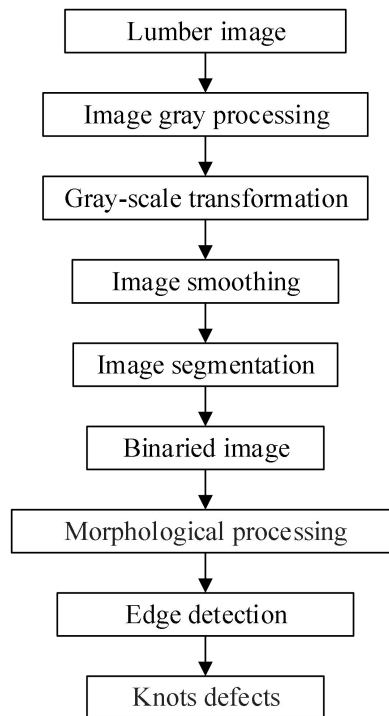 Lumber image
Image gray processing
Gray-scale transformation
Image smoothing
Image segmentation
Binaried image
Morphological processing
Edge detection
Knots defects